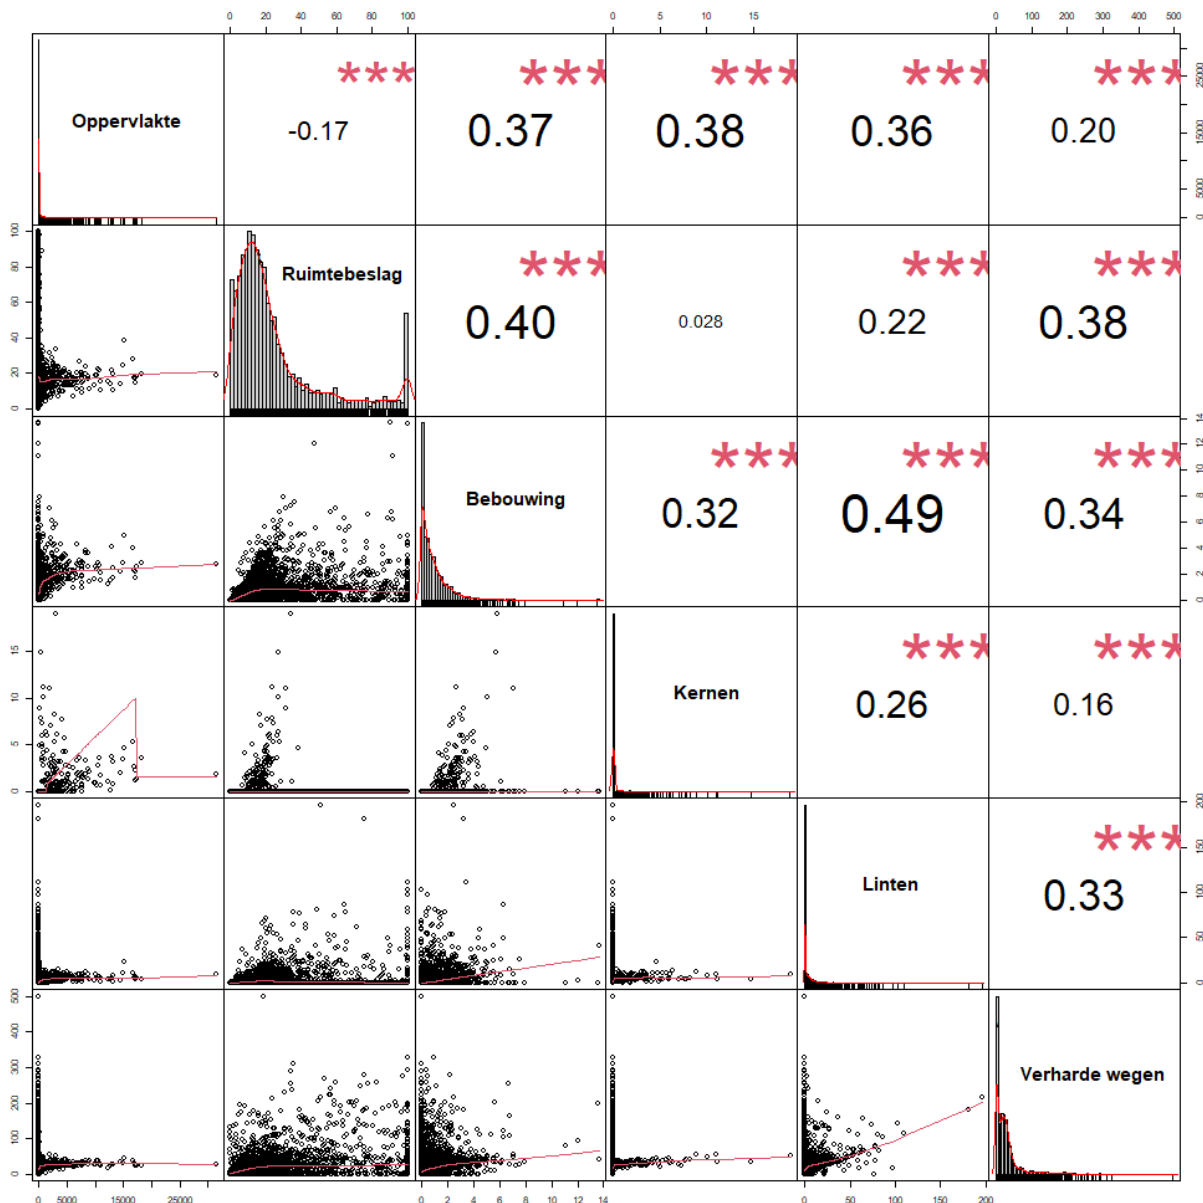 0 20 40 60 80 100 0 5 10 15 0 100 200 300 400 500
Oppervlakte *** -0.17 *** 0.37 *** 0.38 *** 0.36 *** 0.20 0 5000 15000 25000
0 20 40 60 80 100 Ruimtebeslag *** 0.40 0.028 *** 0.22 *** 0.38
Bebouwing *** 0.32 *** 0.49 *** 0.34 0 2 4 6 8 10 12 14
0 5 10 15 Kernen *** 0.26 *** 0.16
Linten *** 0.33 0 50 100 150 200
0 100 200 300 400 500 Verharde wegen
0 5000 15000 25000 0 2 4 6 8 10 12 14 0 50 100 150 200